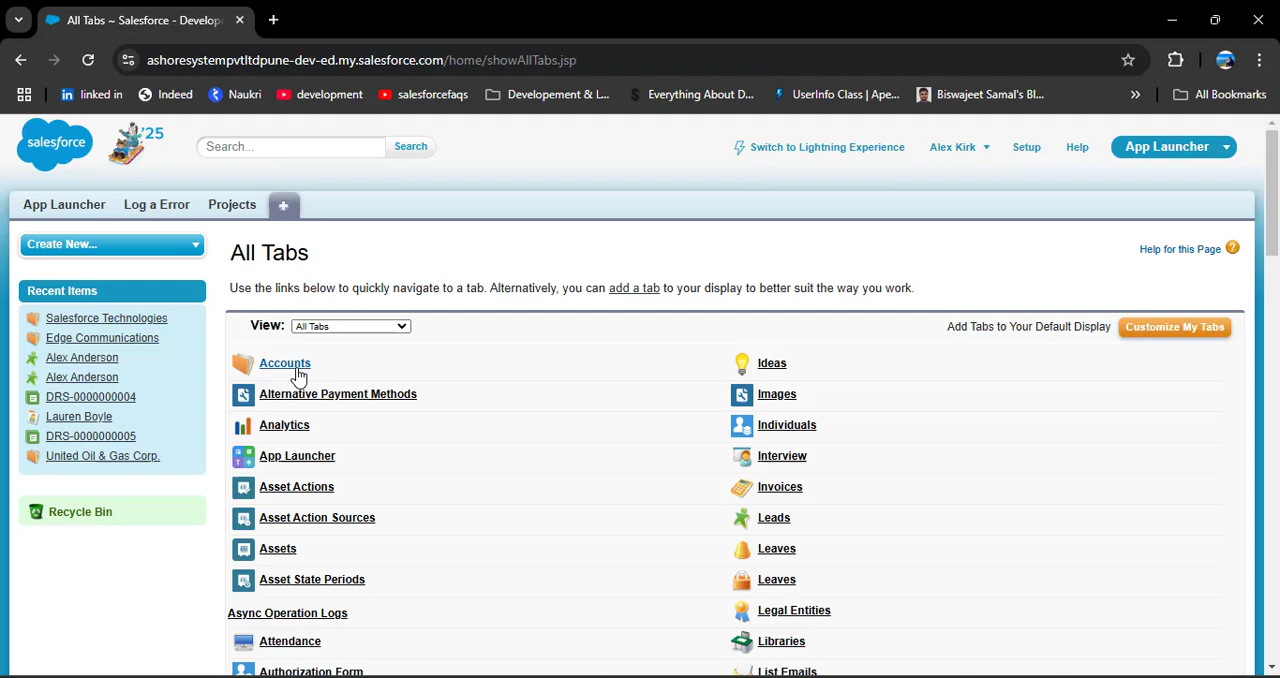 All Tabs ~ Salesforce - Develop
ashoresystempvtltdpune-dev-ed.my.salesforce.com/home/showAllTabs.jsp
linked in
Indeed
Naukri
development
salesforcefaqs
Developement & L...
Everything About D...
UserInfo Class | Ape...
Biswajeet Samal's Bl...
»
All Bookmarks
salesforce
'25
Search...
Search
Switch to Lightning Experience
Alex Kirk
Setup
Help
App Launcher
App Launcher
Log a Error
Projects
+
Create New...
All Tabs
Help for this Page
Use the links below to quickly navigate to a tab. Alternatively, you can add a tab to your display to better suit the way you work.
Recent Items
Salesforce Technologies
Edge Communications
Alex Anderson
Alex Anderson
DRS-0000000004
Lauren Boyle
DRS-0000000005
United Oil & Gas Corp.
Recycle Bin
View:
All Tabs
Add Tabs to Your Default Display
Customize My Tabs
Accounts
Alternative Payment Methods
Analytics
App Launcher
Asset Actions
Asset Action Sources
Assets
Asset State Periods
Async Operation Logs
Attendance
Authorization Form
Ideas
Images
Individuals
Interview
Invoices
Leads
Leaves
Leaves
Legal Entities
Libraries
List Emails